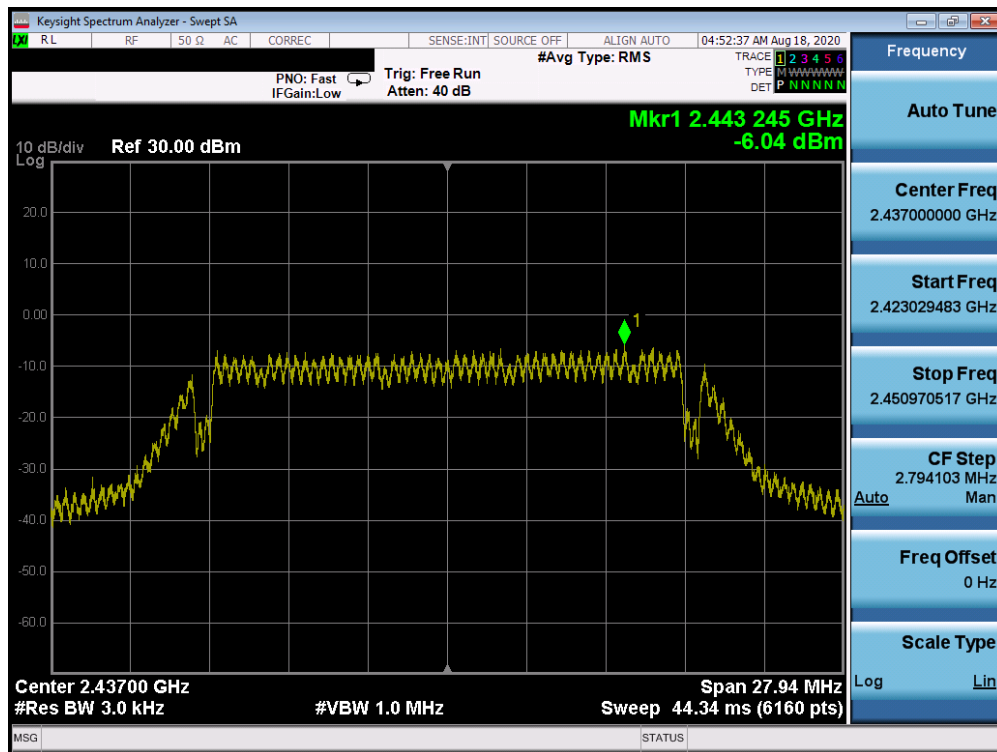 Keysight Spectrum Analyzer - Swept SA
LXI RL RF 50 Ω AC CORREC SENSE:INT SOURCE OFF ALIGN AUTO 04:52:37 AM Aug 18, 2020
#Avg Type: RMS
TRACE 1 2 3 4 5 6
PNO: Fast Trig: Free Run TYPE M W W W W W
IFGain:Low Atten: 40 dB DET P N N N N N
Mkr1 2.443 245 GHz
-6.04 dBm
10 dB/div Ref 30.00 dBm
Log
20.0
10.0
0.00
-10.0
-20.0
-30.0
-40.0
-50.0
-60.0
1
Center 2.43700 GHz Span 27.94 MHz
#Res BW 3.0 kHz #VBW 1.0 MHz Sweep 44.34 ms (6160 pts)
MSG STATUS
Frequency
Auto Tune
Center Freq
2.437000000 GHz
Start Freq
2.423029483 GHz
Stop Freq
2.450970517 GHz
CF Step
2.794103 MHz
Auto Man
Freq Offset
0 Hz
Scale Type
Log Lin